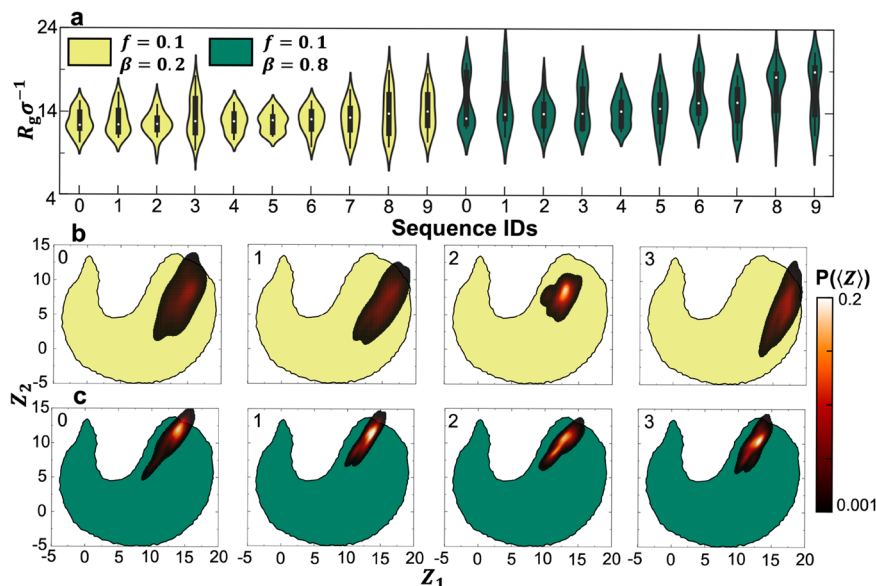 a
24
14
4
R_g σ⁻¹
f = 0.1
β = 0.2
f = 0.1
β = 0.8
0 1 2 3 4 5 6 7 8 9 0 1 2 3 4 5 6 7 8 9
Sequence IDs
b
15
10
5
0
-5
0
1
2
3
P(⟨Z⟩)
0.2
0.001
Z₂
c
15
10
5
0
-5
0
1
2
3
-5 0 5 10 15 20
-5 0 5 10 15 20
-5 0 5 10 15 20
-5 0 5 10 15 20
Z₁